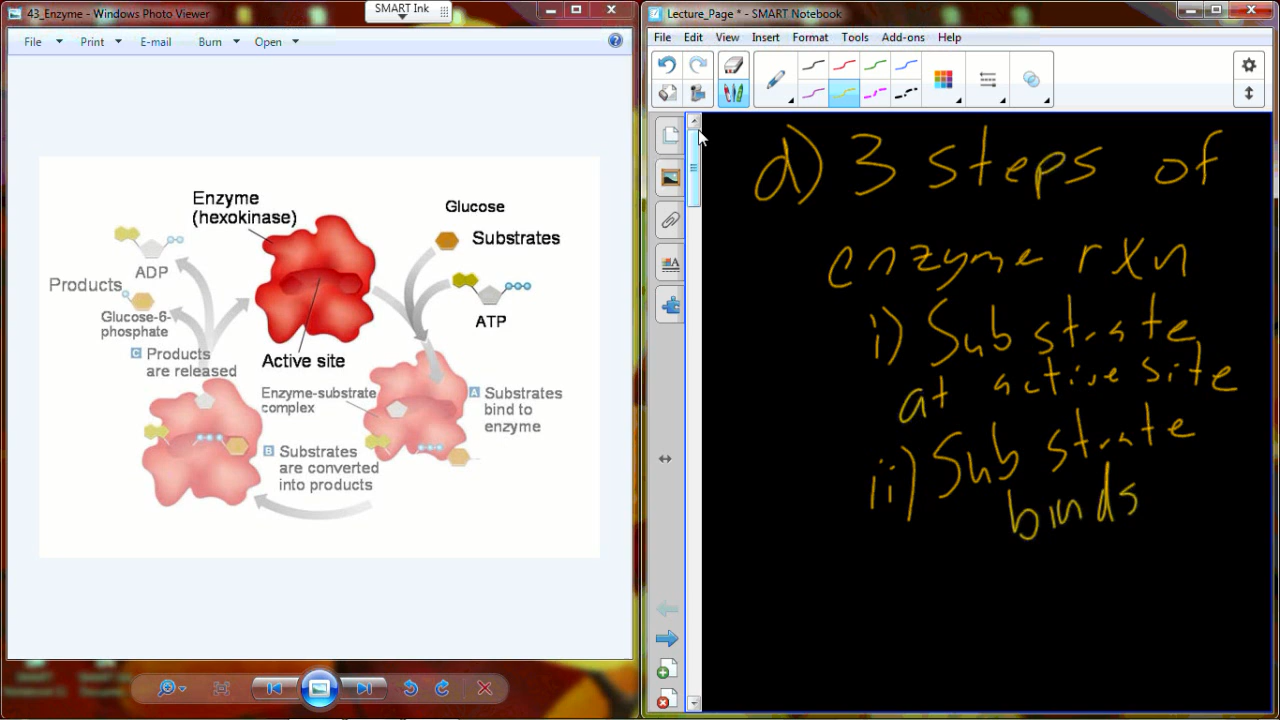 43_Enzyme - Windows Photo Viewer
SMART Ink
File Print E-mail Burn Open
Enzyme
(hexokinase)
Glucose
Substrates
ATP
ADP
Products
Glucose-6-
phosphate
C Products
are released
Active site
Enzyme-substrate
complex
A Substrates
bind to
enzyme
B Substrates
are converted
into products
Lecture_Page * - SMART Notebook
File Edit View Insert Format Tools Add-ons Help
d) 3 steps of
enzyme rxn
i) Substrate
at active site
ii) Substrate
binds